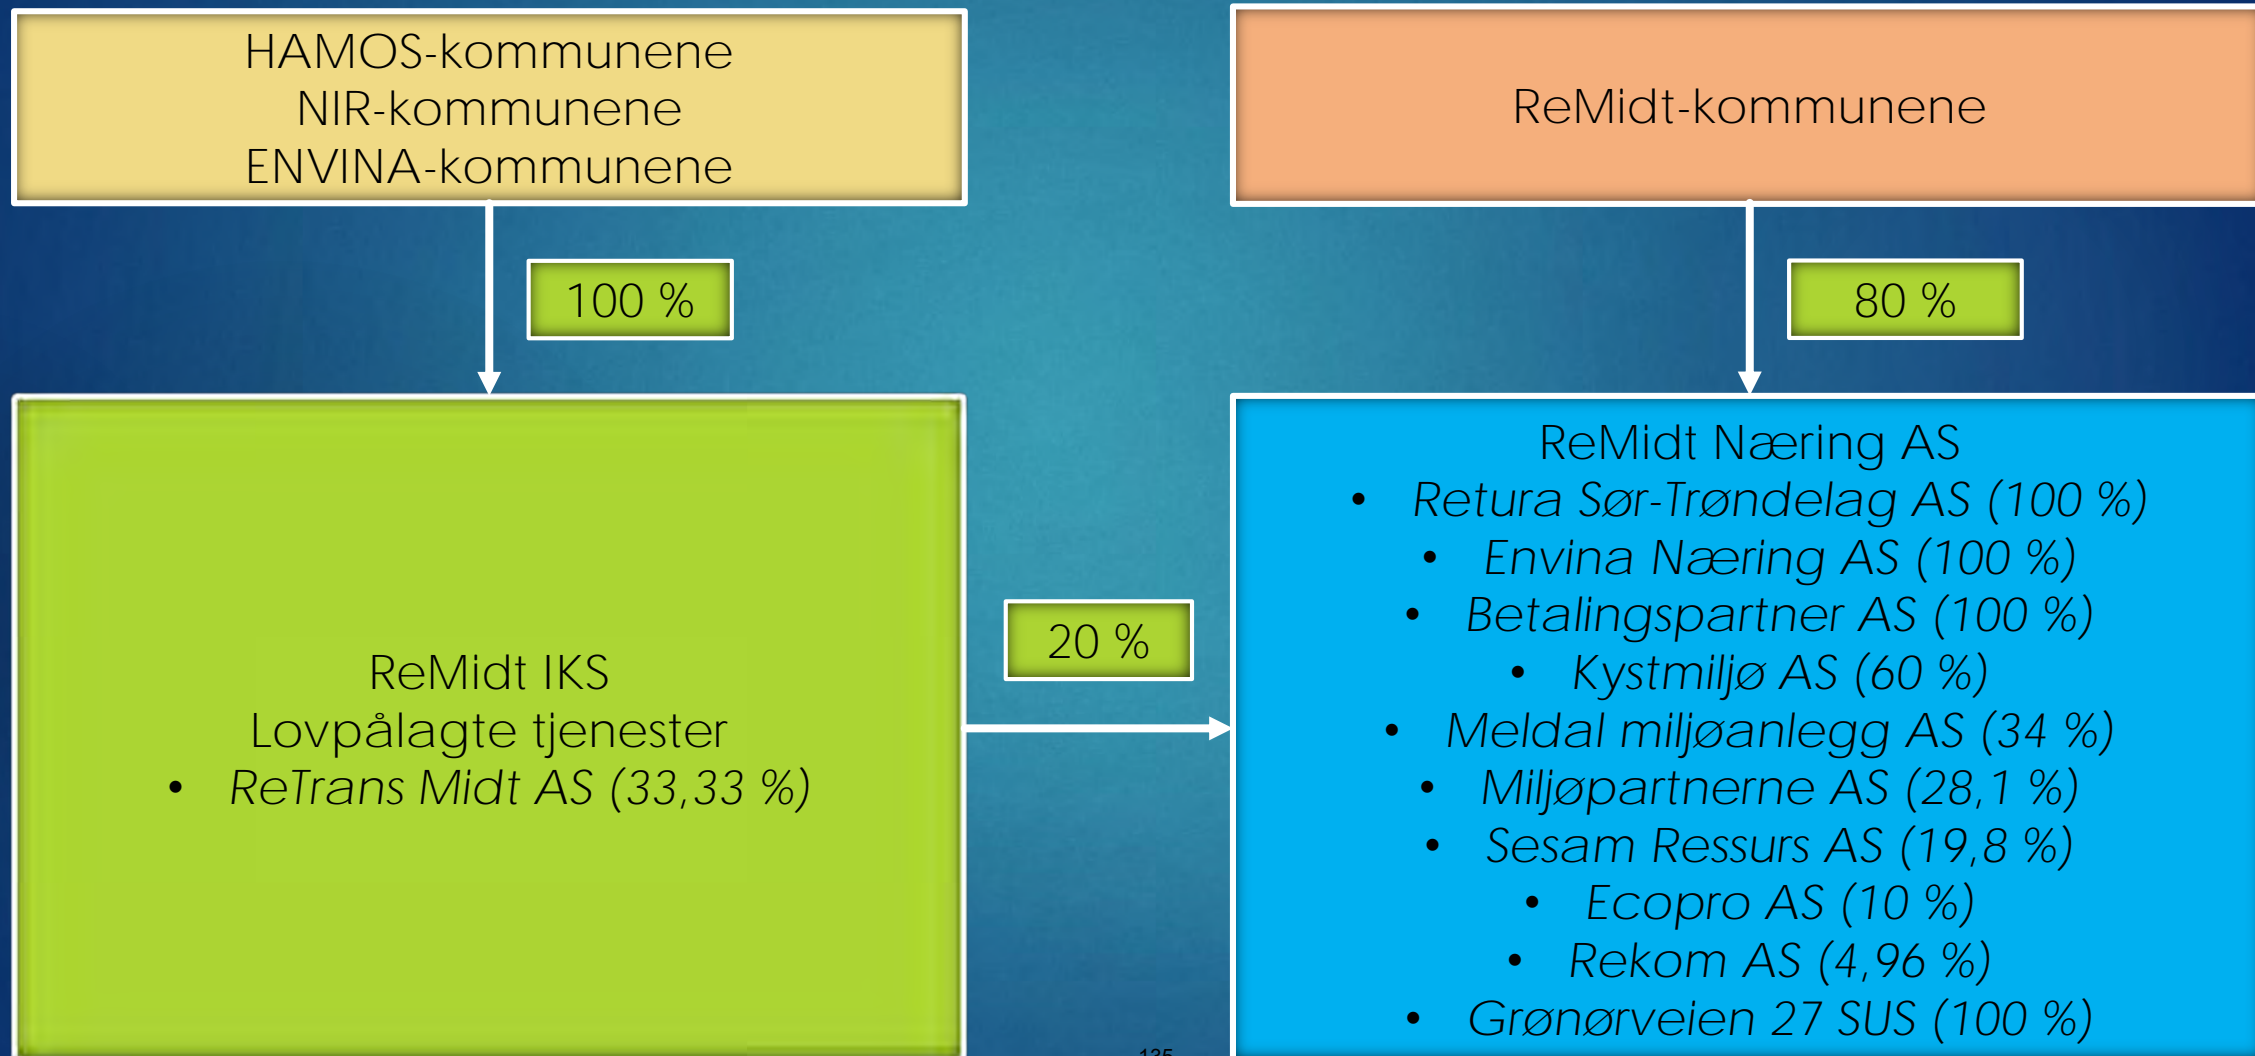 HAMOS-kommunene
NIR-kommunene
ENVINA-kommunene
ReMidt-kommunene
100 %
80 %
ReMidt IKS
Lovpålagte tjenester
• ReTrans Midt AS (33,33 %)
20 %
ReMidt Næring AS
• Retura Sør-Trøndelag AS (100 %)
• Envina Næring AS (100 %)
• Betalingspartner AS (100 %)
• Kystmiljø AS (60 %)
• Meldal miljøanlegg AS (34 %)
• Miljøpartnerne AS (28,1 %)
• Sesam Ressurs AS (19,8 %)
• Ecopro AS (10 %)
• Rekom AS (4,96 %)
• Grønørveien 27 SUS (100 %)
135